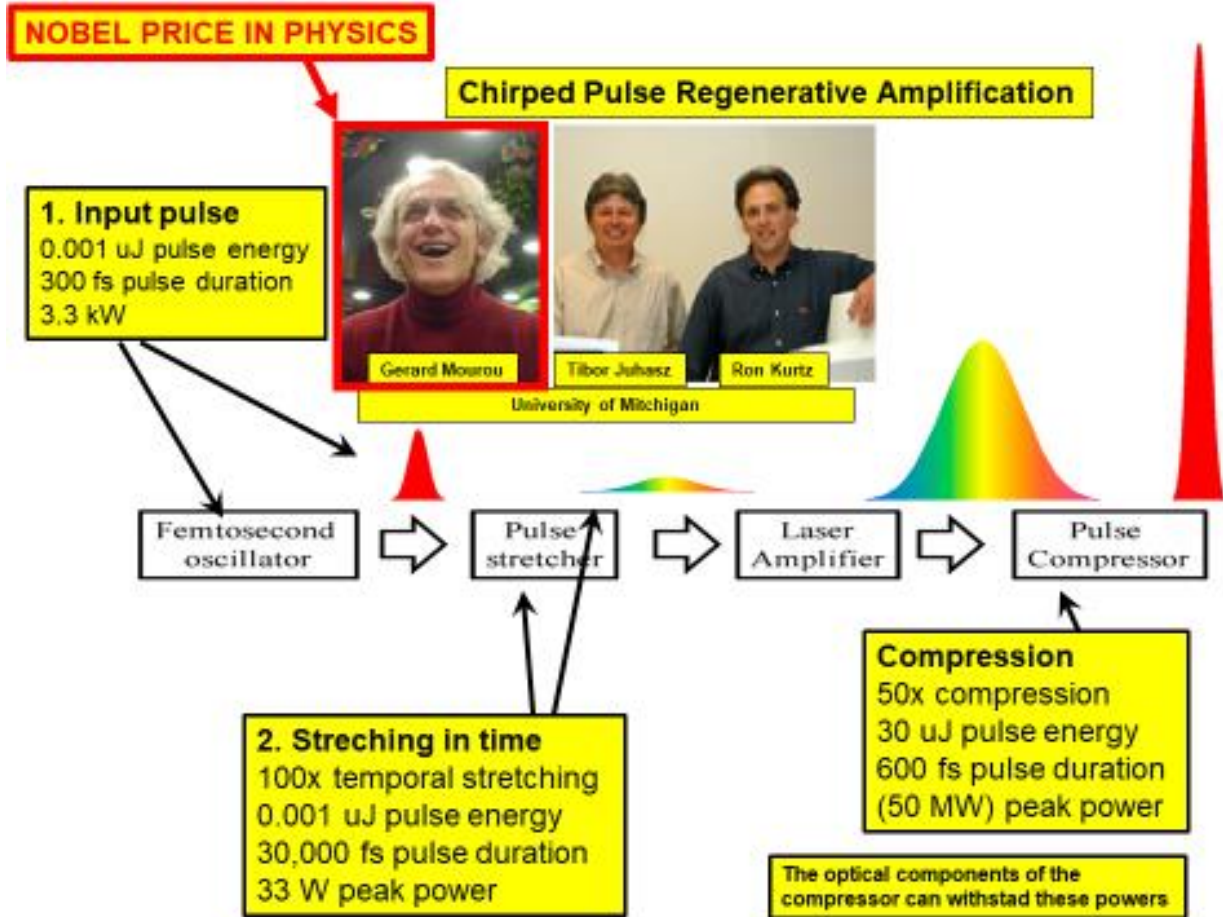 NOBEL PRICE IN PHYSICS
Chirped Pulse Regenerative Amplification
1. Input pulse
0.001 uJ pulse energy
300 fs pulse duration
3.3 kW
Gerard Mourou
Tibor Juhasz
Ron Kurtz
University of Mitchigan
Femtosecond
oscillator
Pulse
stretcher
Laser
Amplifier
Pulse
Compressor
2. Streching in time
100x temporal stretching
0.001 uJ pulse energy
30,000 fs pulse duration
33 W peak power
Compression
50x compression
30 uJ pulse energy
600 fs pulse duration
(50 MW) peak power
The optical components of the
compressor can withstad these powers